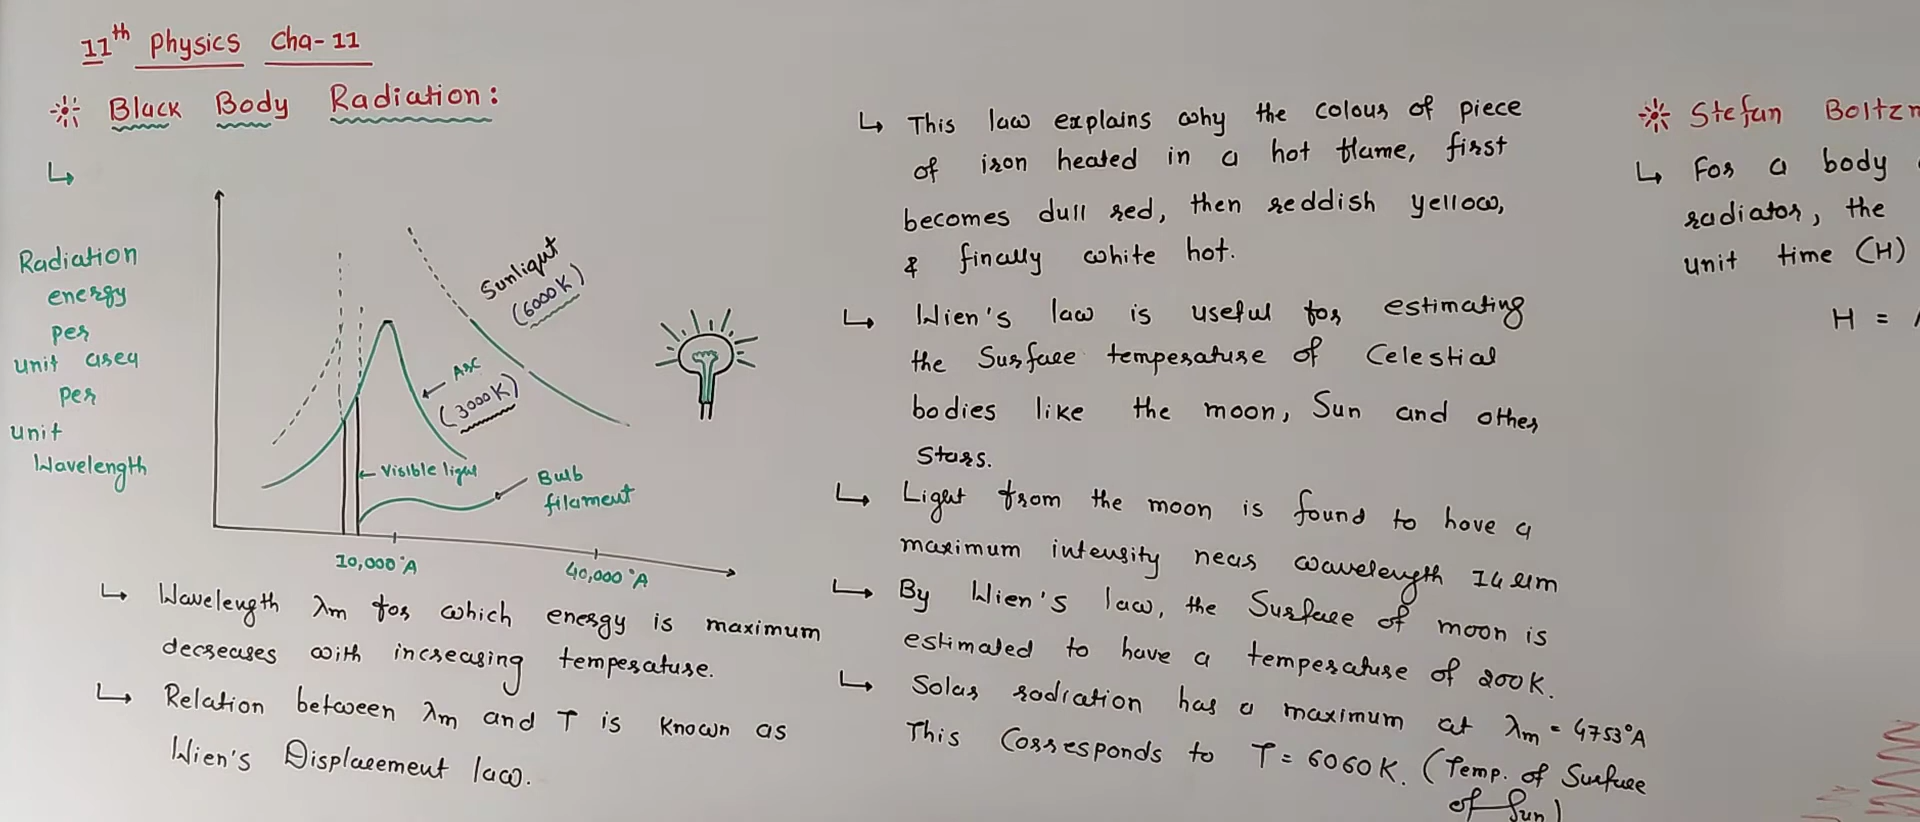 11th Physics Cha-11
Black Body Radiation:
Radiation
energy
per
unit area
per
unit
Wavelength
Sunlight
(6000K)
Arc
(3000K)
Visible light
Bulb
filament
10,000 °A
40,000 °A
Wavelength λm for which energy is maximum
decreases with increasing temperature.
Relation between λm and T is known as
Wien's Displacement law.
This law explains why the colour of piece
of iron heated in a hot flame, first
becomes dull red, then reddish yellow,
& finally white hot.
Wien's law is useful for estimating
the Surface temperature of Celestial
bodies like the moon, Sun and other
stars.
Light from the moon is found to have a
maximum intensity near wavelength 14 μm
By Wien's law, the Surface of moon is
estimated to have a temperature of 200K.
Solar radiation has a maximum at λm = 4753°A
This Corresponds to T = 6060K. (Temp. of Surface
of Sun)
Stefan Boltzm
For a body
radiator, the
unit time (H)
H =